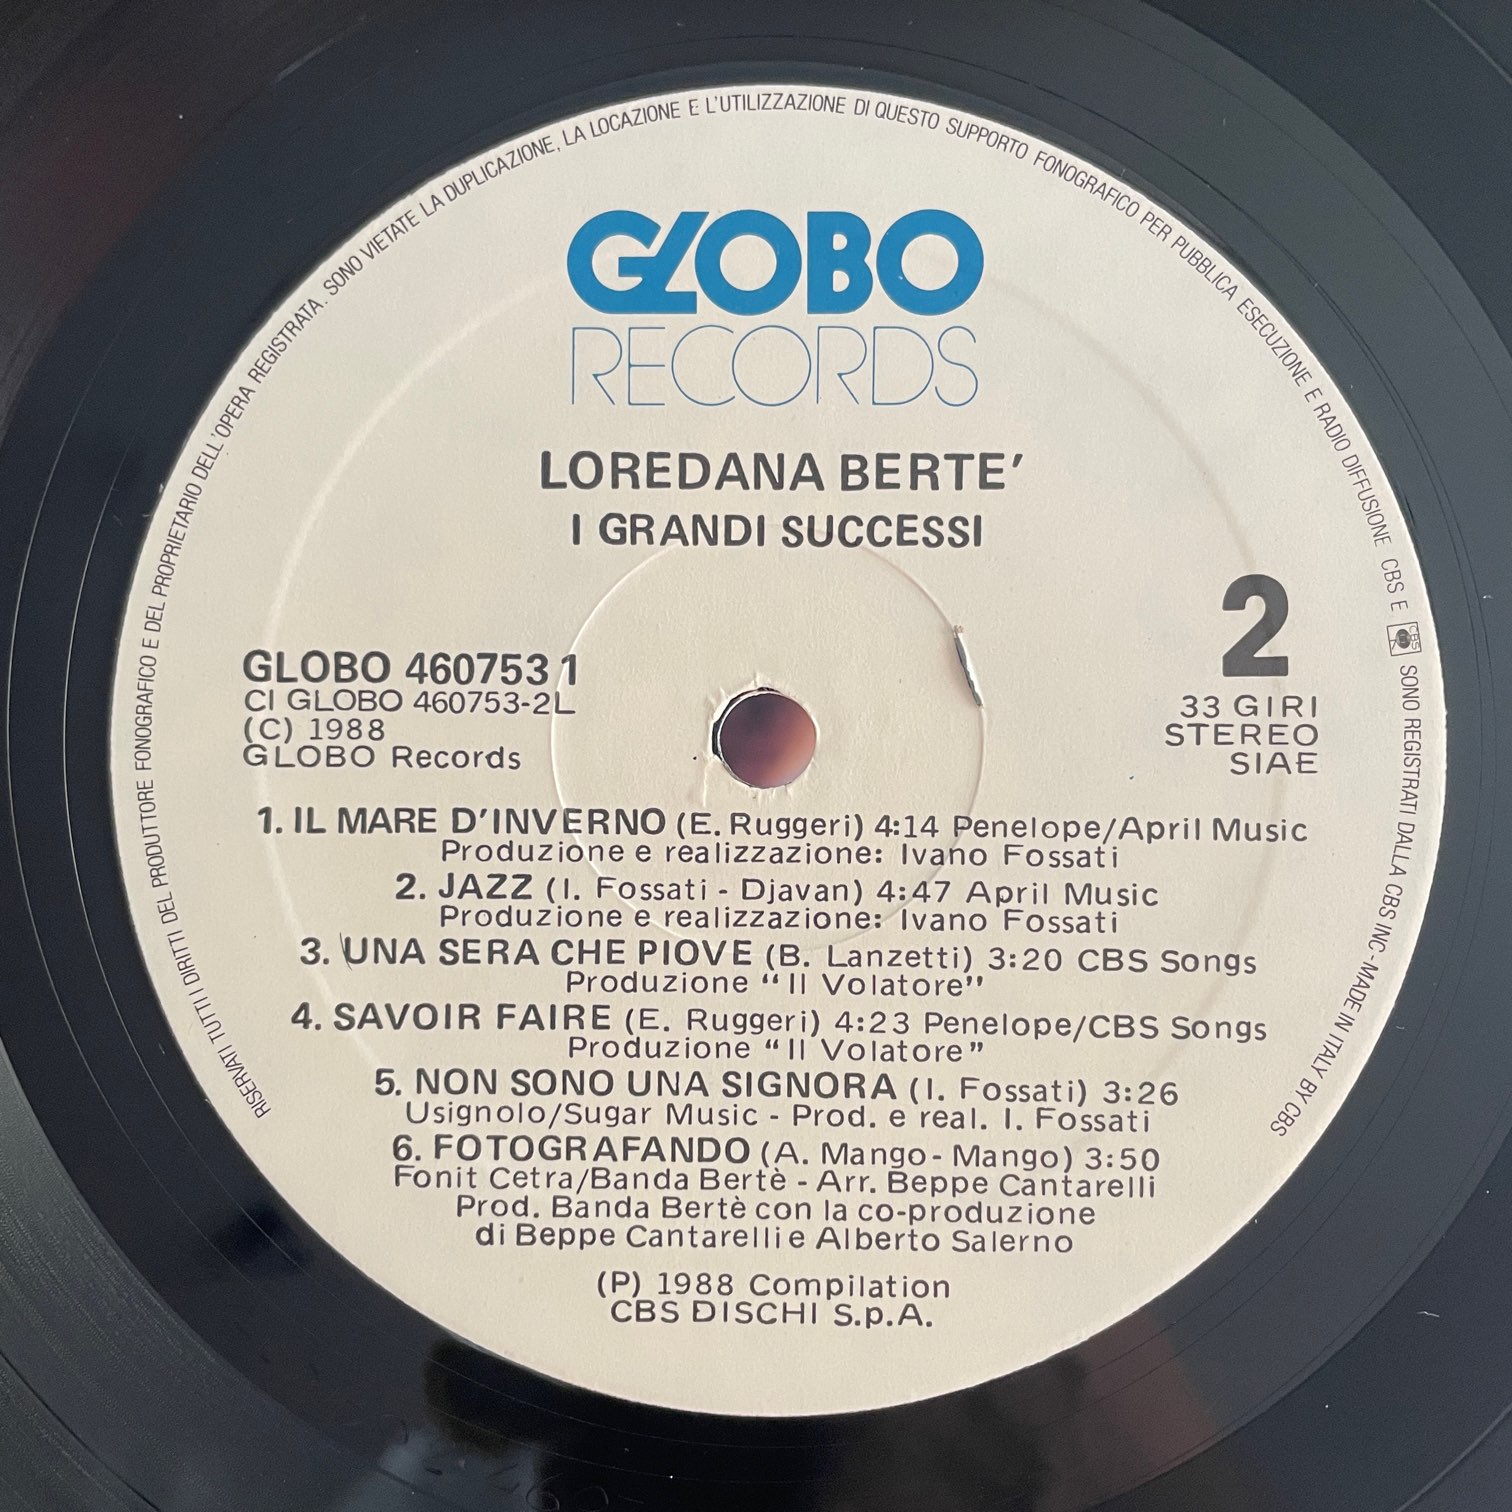 RISERVATI TUTTI I DIRITTI DEL PRODUTTORE FONOGRAFICO E DEL PROPRIETARIO DELL'OPERA REGISTRATA. SONO VIETATE LA DUPLICAZIONE, LA LOCAZIONE E L'UTILIZZAZIONE DI QUESTO SUPPORTO FONOGRAFICO PER PUBBLICA ESECUZIONE E RADIO DIFFUSIONE CBS E CBS SONO REGISTRATI DALLA CBS INC - MADE IN ITALY BY CBS
GLOBO
RECORDS
LOREDANA BERTE'
I GRANDI SUCCESSI
GLOBO 460753 1
CI GLOBO 460753-2L
(C) 1988
GLOBO Records
2
33 GIRI
STEREO
SIAE
1. IL MARE D'INVERNO (E. Ruggeri) 4:14 Penelope/April Music
Produzione e realizzazione: Ivano Fossati
2. JAZZ (I. Fossati - Djavan) 4:47 April Music
Produzione e realizzazione: Ivano Fossati
3. UNA SERA CHE PIOVE (B. Lanzetti) 3:20 CBS Songs
Produzione “Il Volatore”
4. SAVOIR FAIRE (E. Ruggeri) 4:23 Penelope/CBS Songs
Produzione “Il Volatore”
5. NON SONO UNA SIGNORA (I. Fossati) 3:26
Usignolo/Sugar Music - Prod. e real. I. Fossati
6. FOTOGRAFANDO (A. Mango - Mango) 3:50
Fonit Cetra/Banda Bertè - Arr. Beppe Cantarelli
Prod. Banda Bertè con la co-produzione
di Beppe Cantarelli e Alberto Salerno
(P) 1988 Compilation
CBS DISCHI S.p.A.